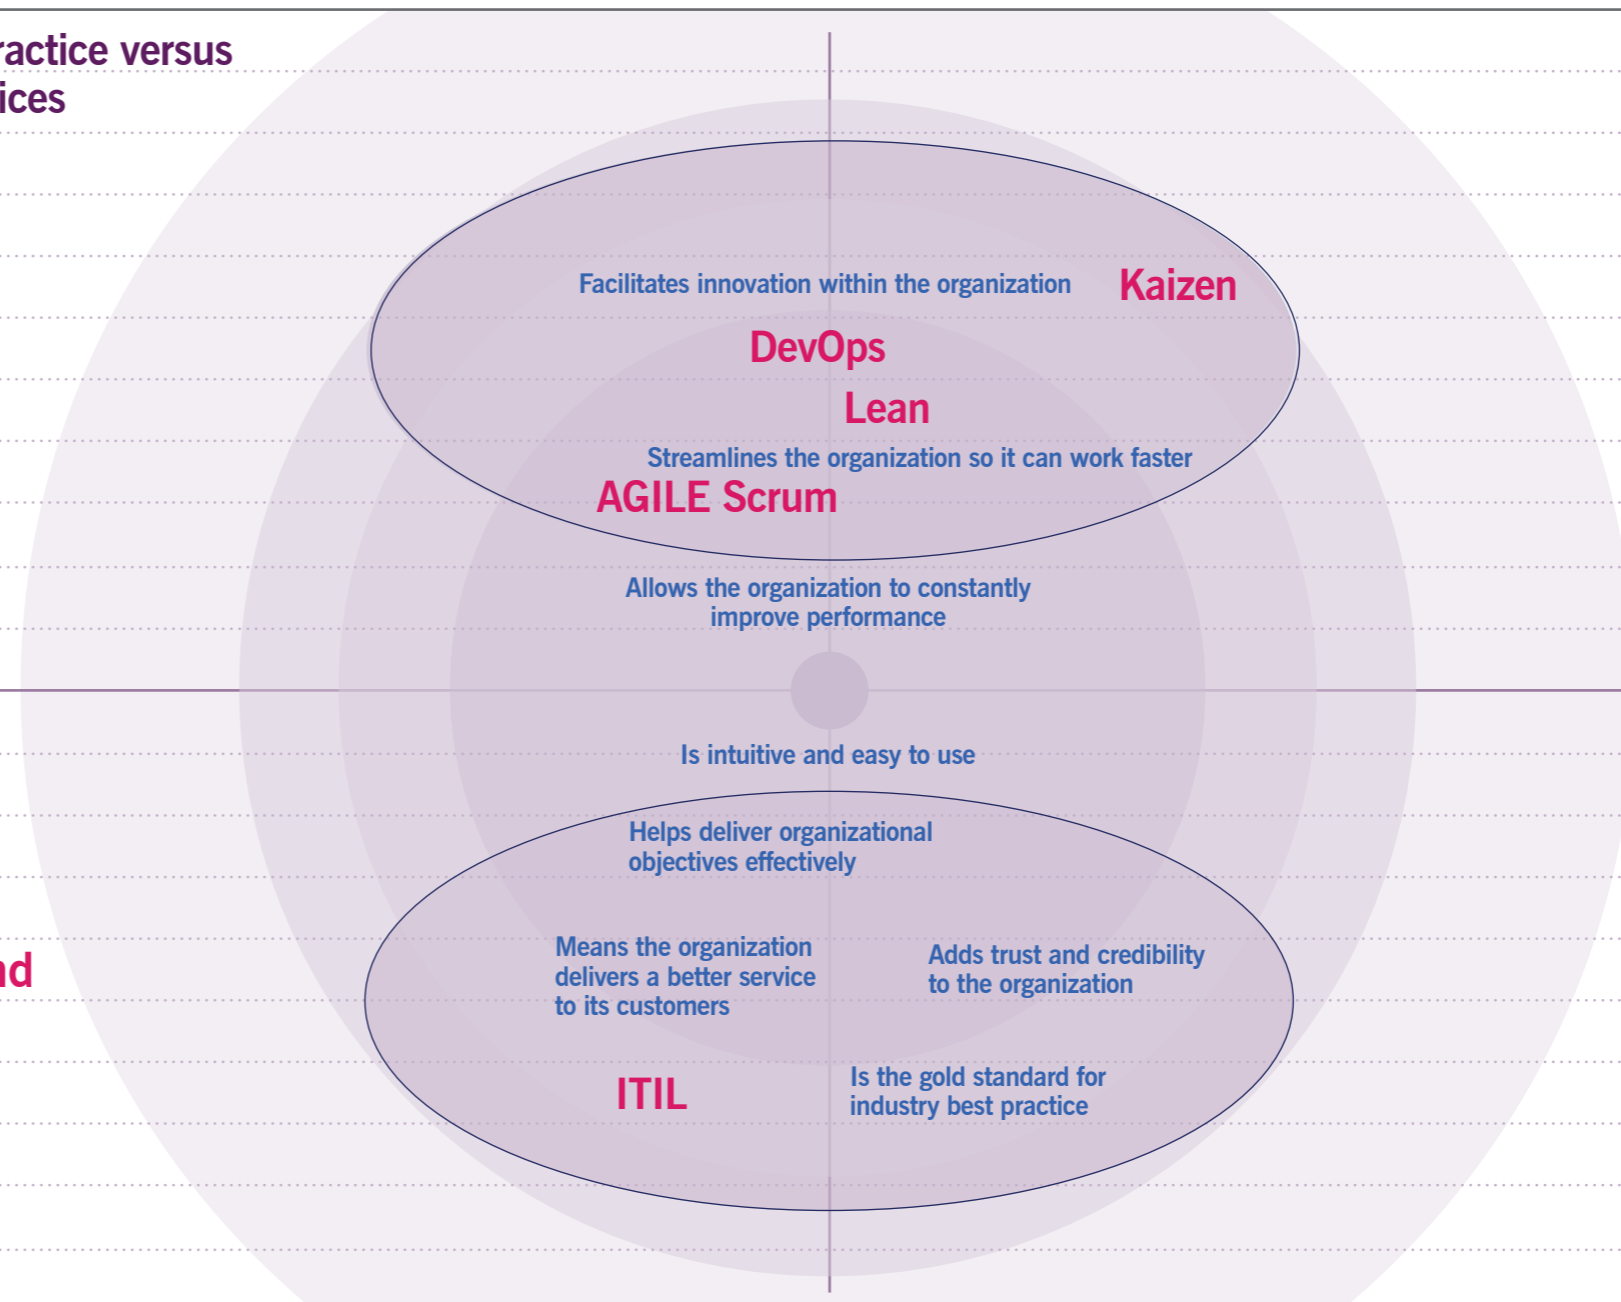 ractice versus
ices
Facilitates innovation within the organization
Kaizen
DevOps
Lean
Streamlines the organization so it can work faster
AGILE Scrum
Allows the organization to constantly
improve performance
Is intuitive and easy to use
Helps deliver organizational
objectives effectively
Means the organization
delivers a better service
to its customers
Adds trust and credibility
to the organization
nd
ITIL
Is the gold standard for
industry best practice